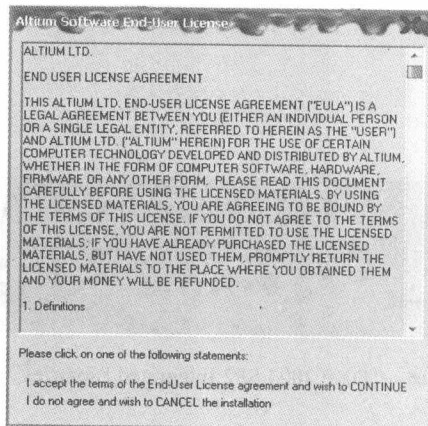 Altium Software End-User License
ALTIUM LTD.
END USER LICENSE AGREEMENT
THIS ALTIUM LTD. END-USER LICENSE AGREEMENT ("EULA") IS A
LEGAL AGREEMENT BETWEEN YOU (EITHER AN INDIVIDUAL PERSON
OR A SINGLE LEGAL ENTITY, REFERRED TO HEREIN AS THE "USER")
AND ALTIUM LTD. ("ALTIUM" HEREIN) FOR THE USE OF CERTAIN
COMPUTER TECHNOLOGY DEVELOPED AND DISTRIBUTED BY ALTIUM,
WHETHER IN THE FORM OF COMPUTER SOFTWARE, HARDWARE,
FIRMWARE OR ANY OTHER FORM. PLEASE READ THIS DOCUMENT
CAREFULLY BEFORE USING THE LICENSED MATERIALS. BY USING
THE LICENSED MATERIALS, YOU ARE AGREEING TO BE BOUND BY
THE TERMS OF THIS LICENSE. IF YOU DO NOT AGREE TO THE TERMS
OF THIS LICENSE, YOU ARE NOT PERMITTED TO USE THE LICENSED
MATERIALS; IF YOU HAVE ALREADY PURCHASED THE LICENSED
MATERIALS, BUT HAVE NOT USED THEM, PROMPTLY RETURN THE
LICENSED MATERIALS TO THE PLACE WHERE YOU OBTAINED THEM
AND YOUR MONEY WILL BE REFUNDED.
1. Definitions
Please click on one of the following statements:
I accept the terms of the End-User License agreement and wish to CONTINUE
I do not agree and wish to CANCEL the installation